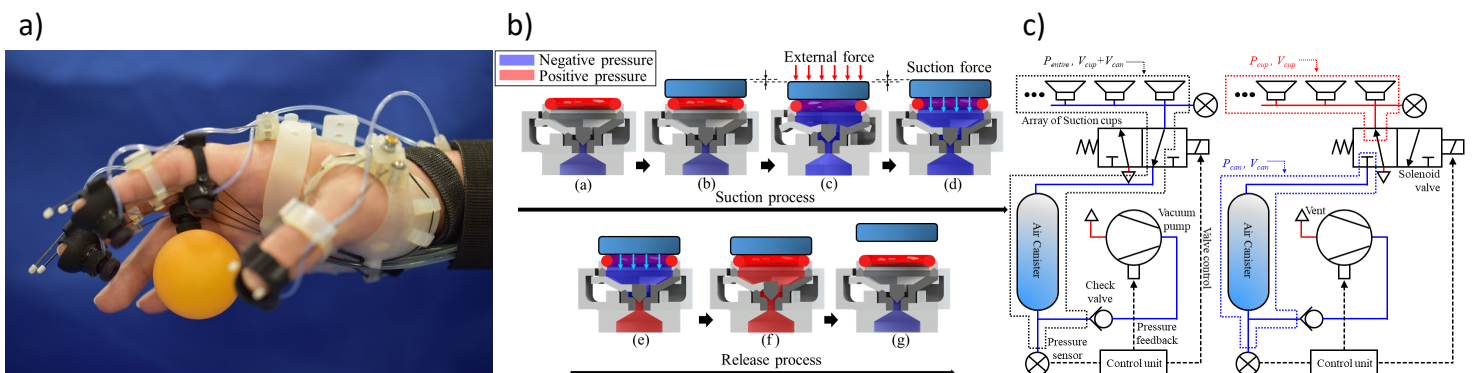 a)
b)
Negative pressure
Positive pressure
External force
Suction force
(a)
(b)
(c)
(d)
Suction process
(e)
(f)
(g)
Release process
c)
P_entire , V_cup+V_can
Array of Suction cups
Air Canister
Vacuum
pump
Check
valve
Pressure
feedback
Pressure
sensor
Control unit
Valve control
P_cup , V_cup
P_can , V_can
Solenoid
valve
Vent
Air Canister
Control unit